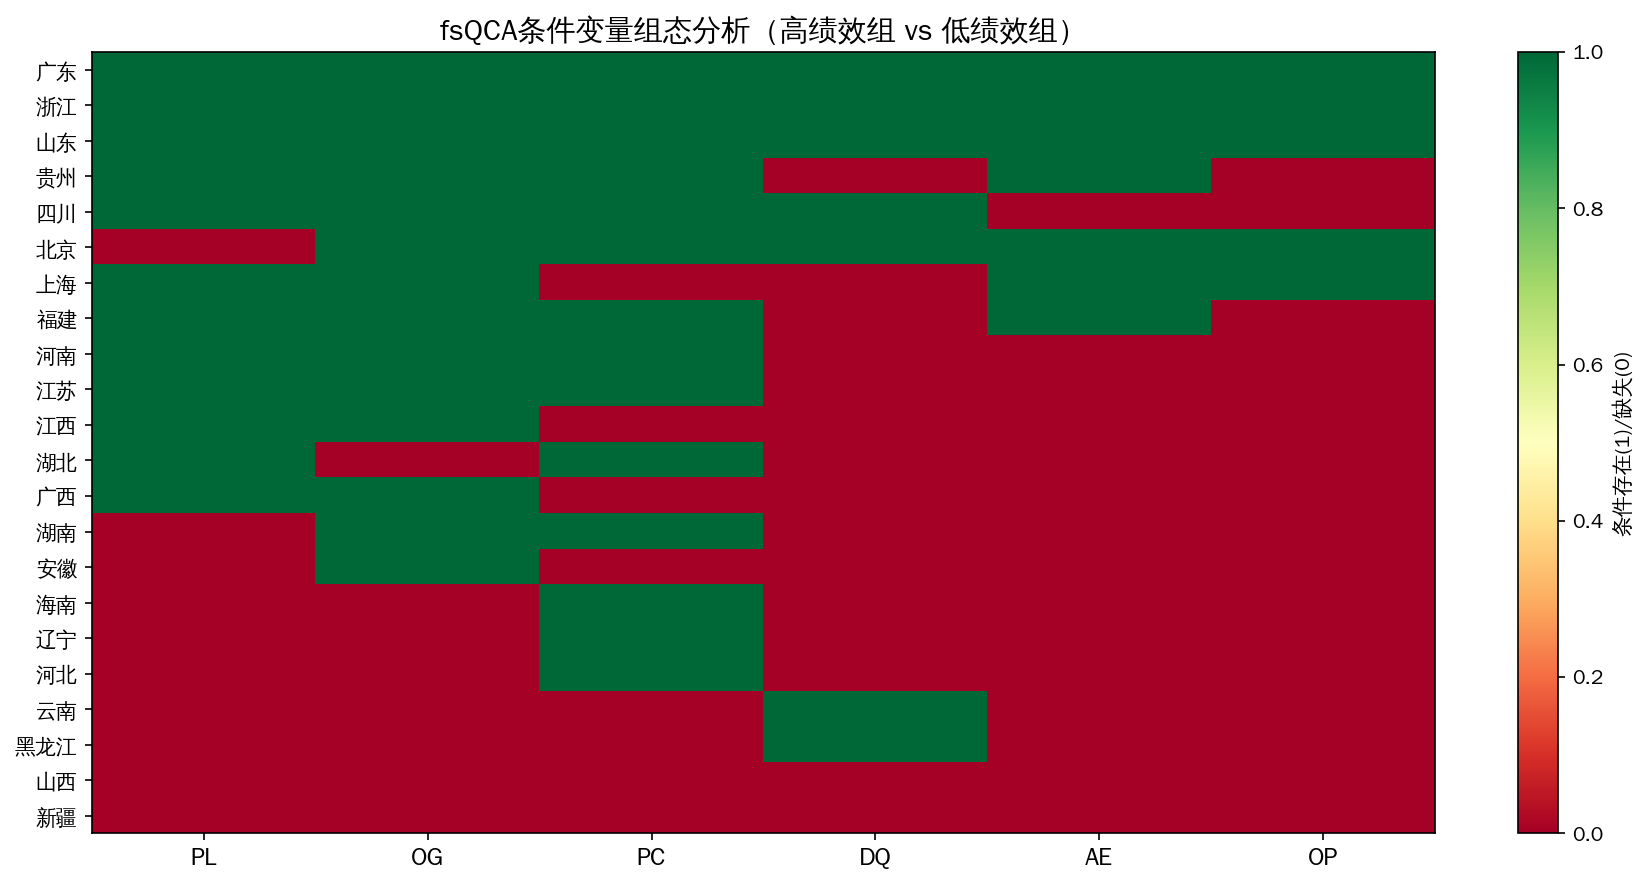 fsQCA条件变量组态分析（高绩效组 vs 低绩效组）
广东
浙江
山东
贵州
四川
北京
上海
福建
河南
江苏
江西
湖北
广西
湖南
安徽
海南
辽宁
河北
云南
黑龙江
山西
新疆
PL
OG
PC
DQ
AE
OP
1.0
0.8
0.6
0.4
0.2
0.0
条件存在(1)/缺失(0)